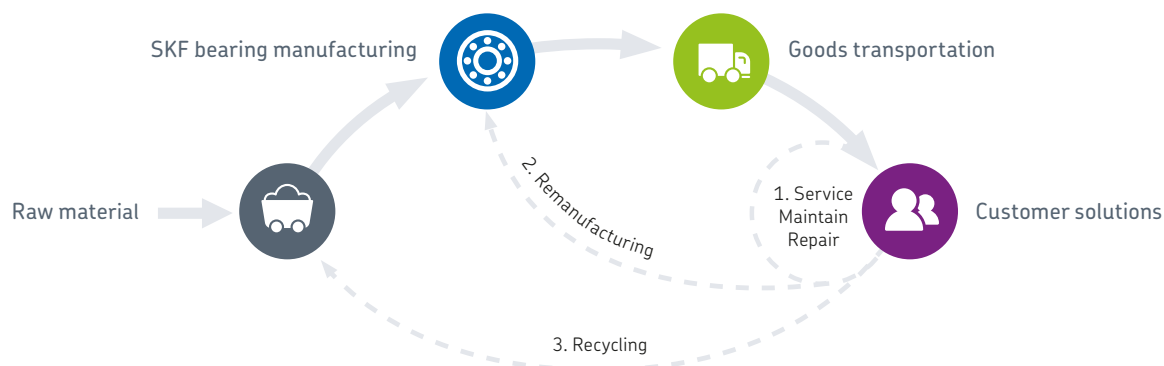 SKF bearing manufacturing
Goods transportation
Raw material
2. Remanufacturing
1. Service
Maintain
Repair
Customer solutions
3. Recycling